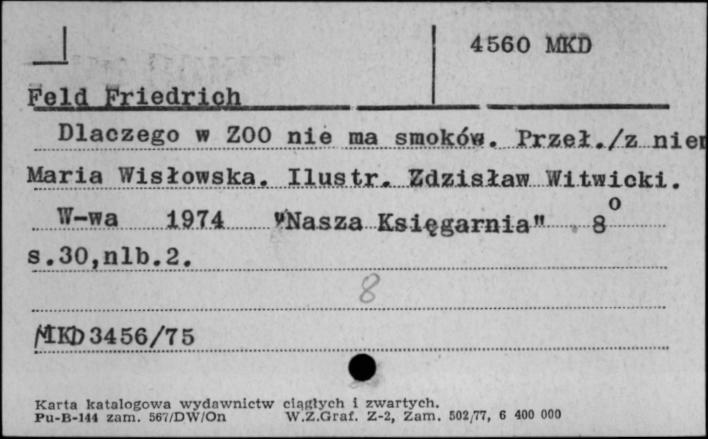 4560 MKD
Feld Friedrich
Dlaczego w ZOO nie ma smoków. Przeł./z niem
Maria Wisłowska. Ilustr. Zdzisław Witwicki.
W-wa 1974 "Nasza Księgarnia" 8o
s.30,nlb.2.
8
MKD 3456/75
Karta katalogowa wydawnictw ciągłych i zwartych.
Pu-B-144 zam. 567/DW/On W.Z.Graf. Z-2, Zam. 502/77, 6 400 000